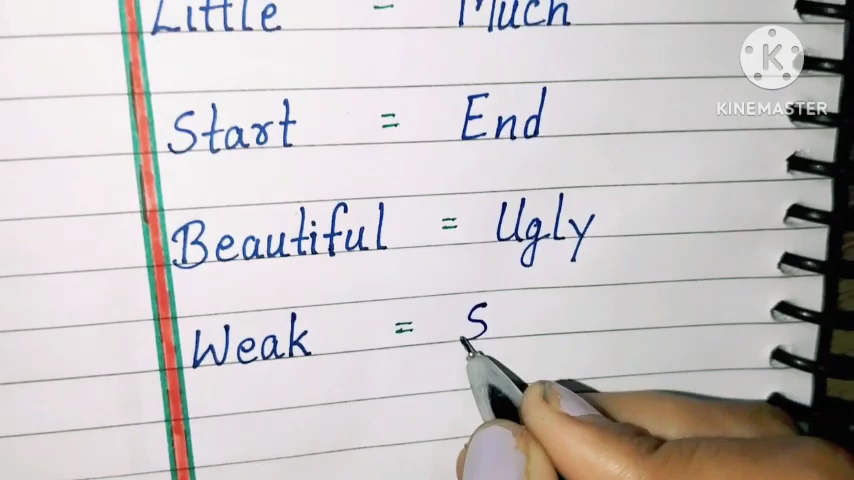 Little = Much
Start = End
Beautiful = Ugly
Weak = S
K
KINEMASTER